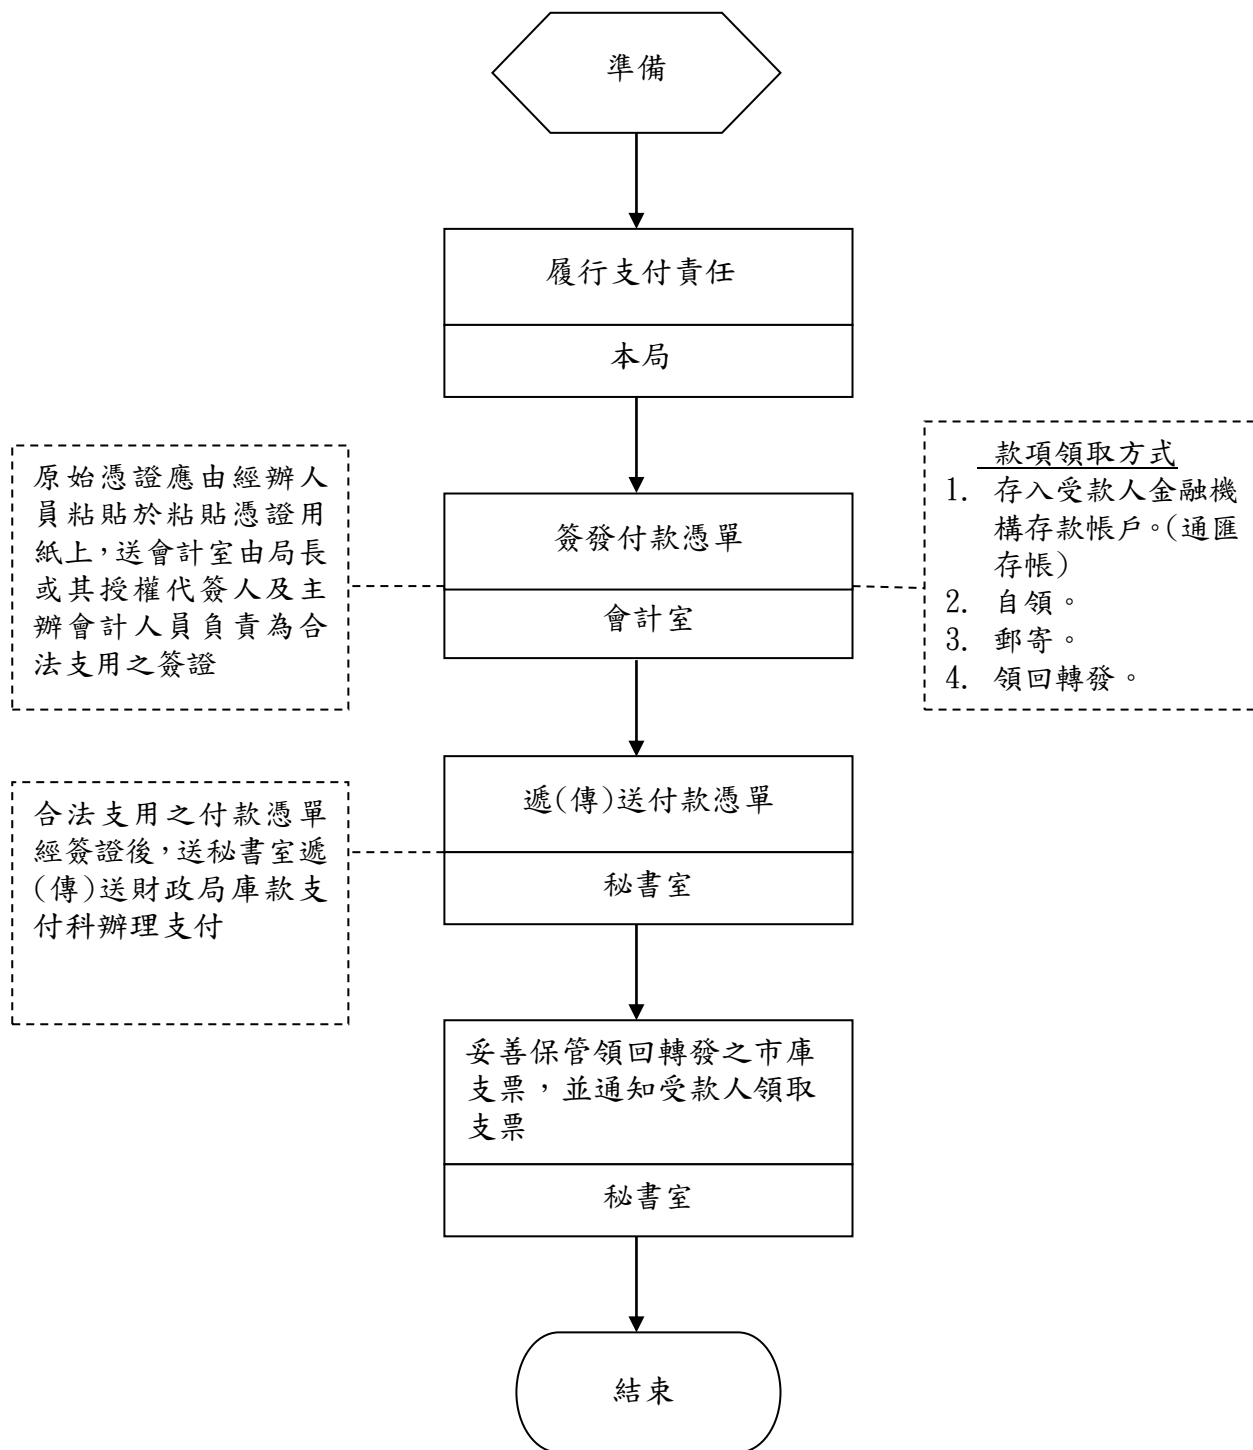 準備
履行支付責任
本局
原始憑證應由經辦人
員粘貼於粘貼憑證用
紙上，送會計室由局長
或其授權代簽人及主
辦會計人員負責為合
法支用之簽證
簽發付款憑單
會計室
款項領取方式
1. 存入受款人金融機
構存款帳戶。(通匯
存帳)
2. 自領。
3. 郵寄。
4. 領回轉發。
合法支用之付款憑單
經簽證後，送秘書室遞
(傳)送財政局庫款支
付科辦理支付
遞(傳)送付款憑單
秘書室
妥善保管領回轉發之市庫
支票，並通知受款人領取
支票
秘書室
結束